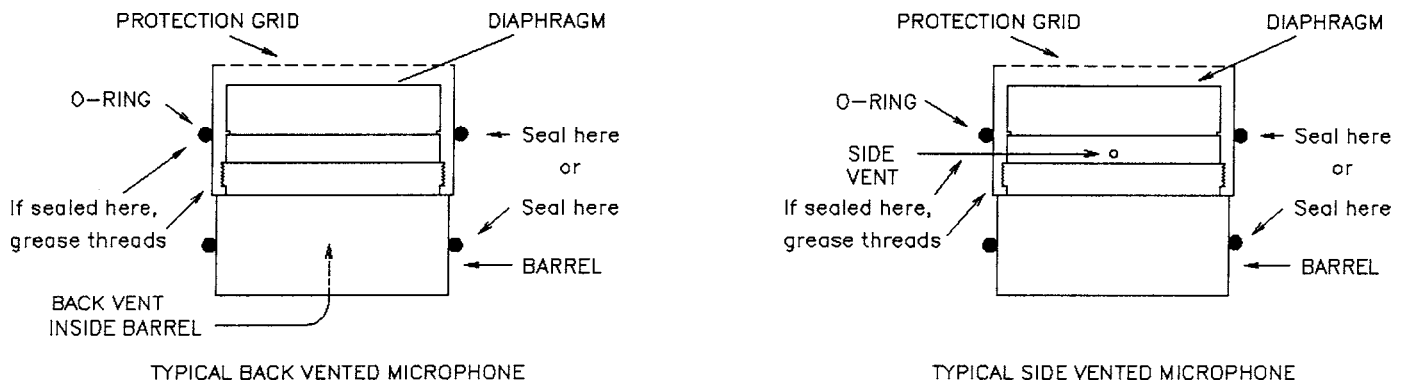 PROTECTION GRID
DIAPHRAGM
O-RING
Seal here
or
Seal here
If sealed here,
grease threads
BARREL
BACK VENT
INSIDE BARREL
TYPICAL BACK VENTED MICROPHONE
PROTECTION GRID
DIAPHRAGM
O-RING
SIDE
VENT
Seal here
or
Seal here
If sealed here,
grease threads
BARREL
TYPICAL SIDE VENTED MICROPHONE